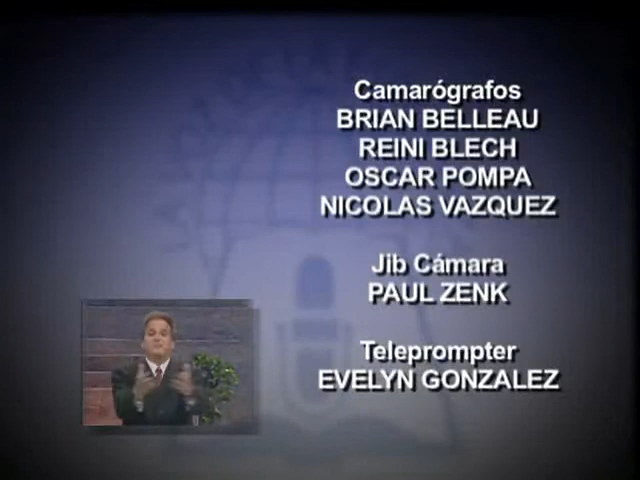 Camarógrafos
BRIAN BELLEAU
REINI BLECH
OSCAR POMPA
NICOLAS VAZQUEZ
Jib Cámara
PAUL ZENK
Teleprompter
EVELYN GONZALEZ